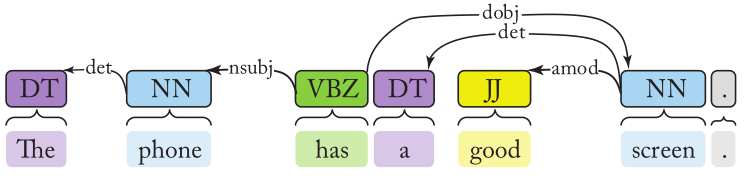 dobj
det
det nsubj amod
DT NN VBZ DT JJ NN .
The phone has a good screen .